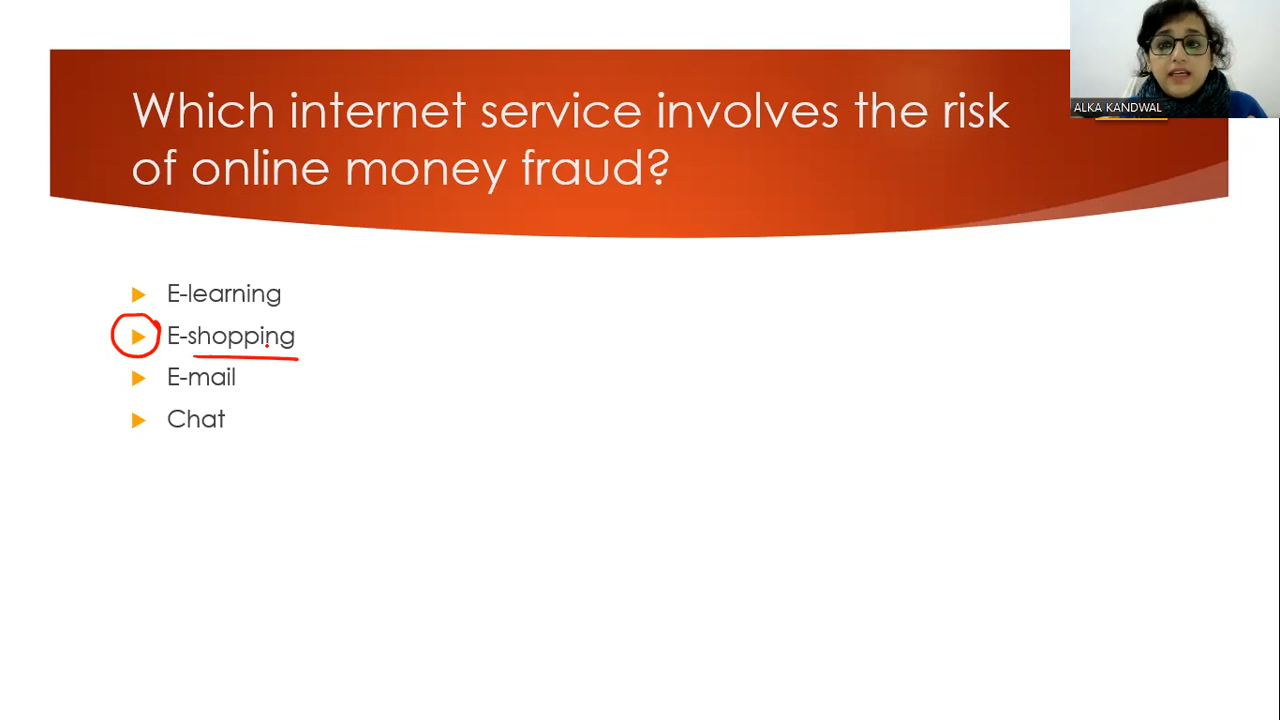 Which internet service involves the risk
of online money fraud?
ALKA KANDWAL
E-learning
E-shopping
E-mail
Chat